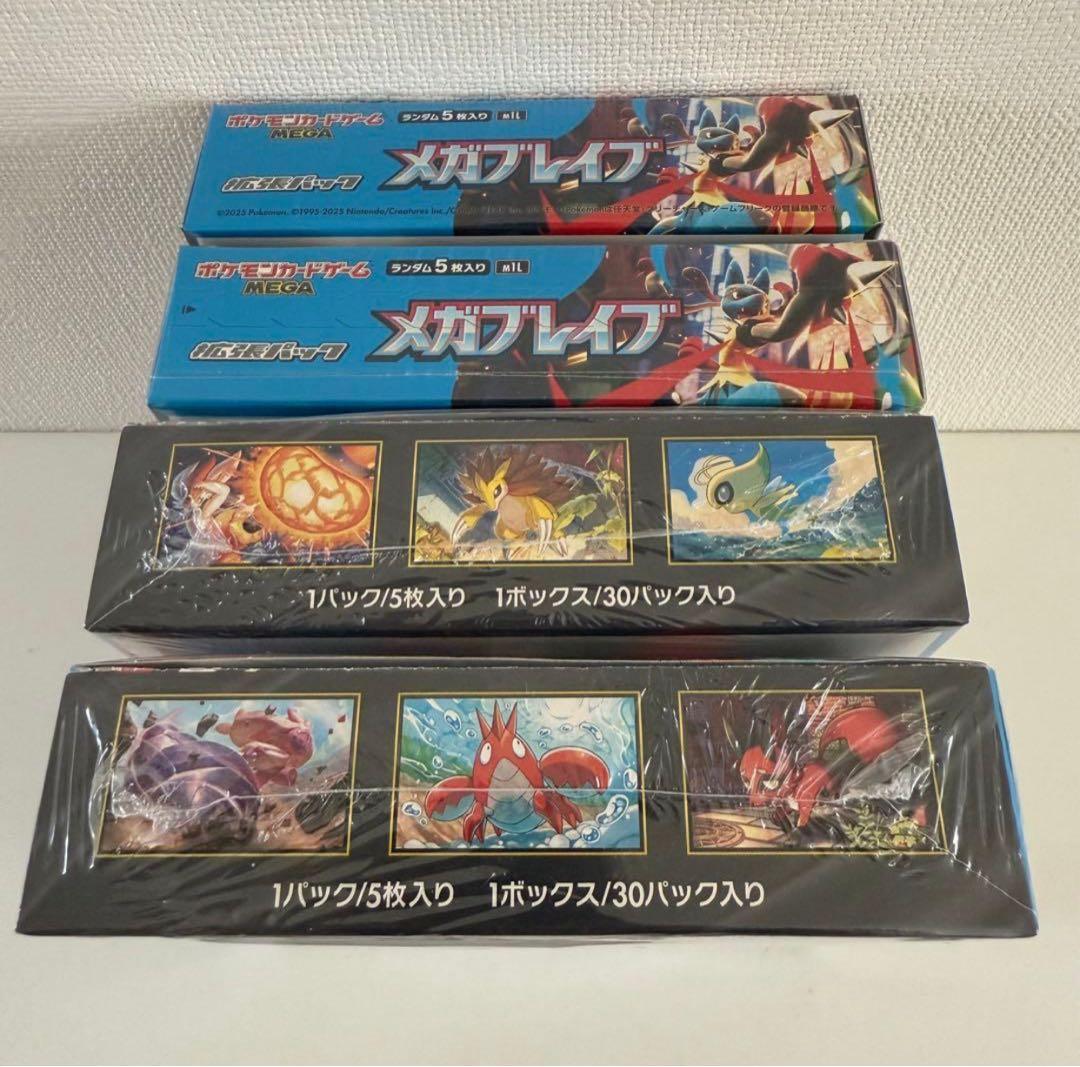 ポケモンカードゲーム
MEGA
ランダム5枚入り M1L
メガブレイブ
拡張パック
©2025 Pokémon. ©1995-2025 Nintendo/Creatures Inc./
ポケモンカードゲーム
MEGA
ランダム5枚入り M1L
メガブレイブ
拡張パック
1パック/5枚入り 1ボックス/30パック入り
1パック/5枚入り 1ボックス/30パック入り